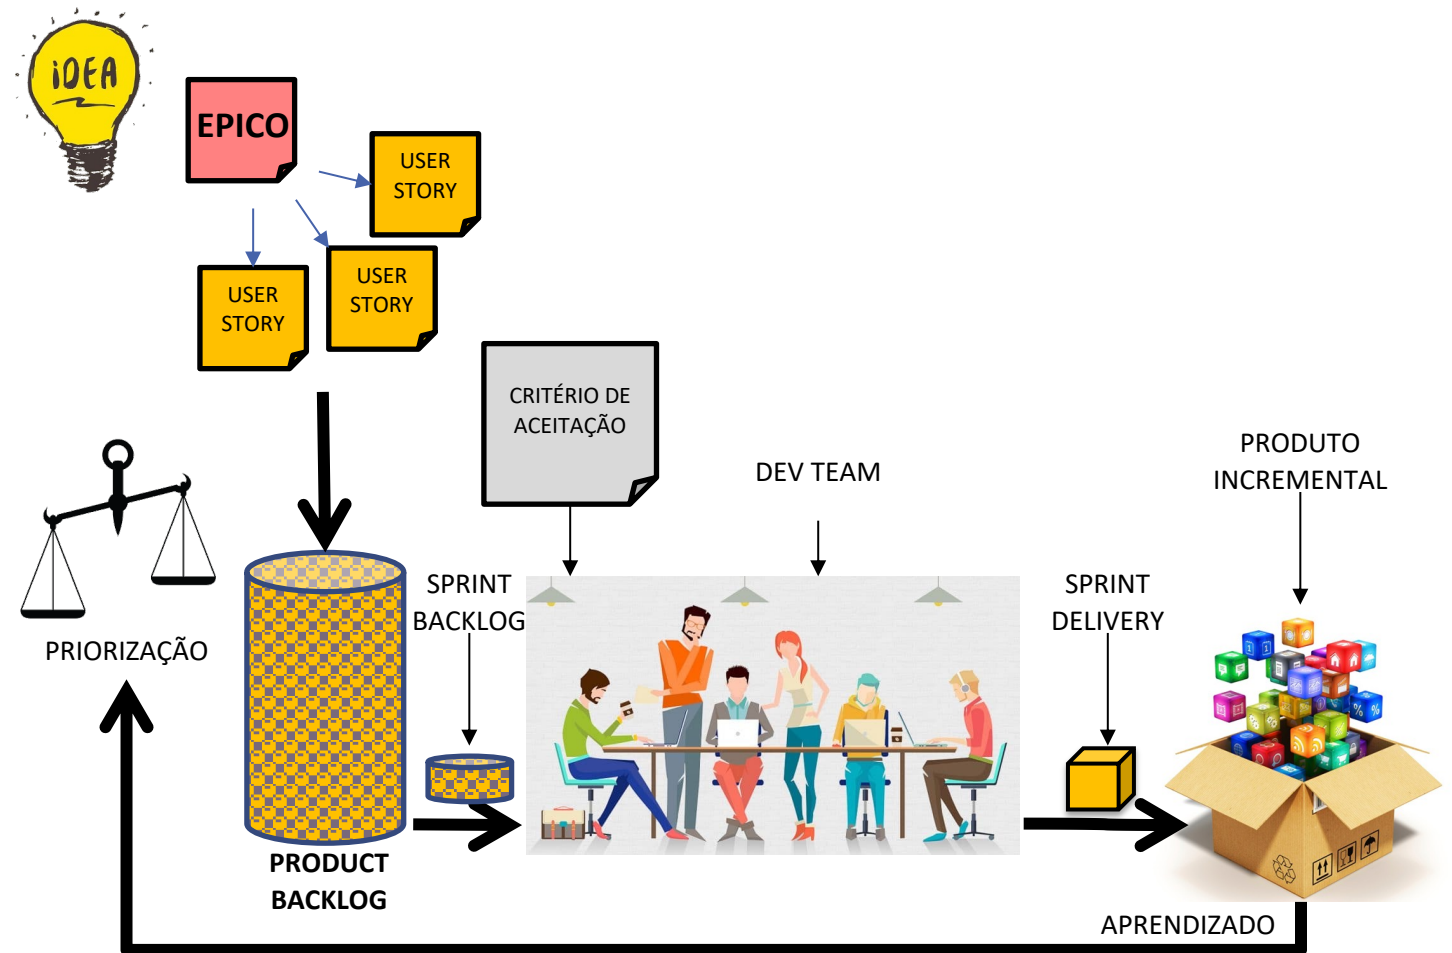 iDEA
EPICO
USER
STORY
USER
STORY
USER
STORY
CRITÉRIO DE
ACEITAÇÃO
DEV TEAM
PRODUTO
INCREMENTAL
SPRINT
BACKLOG
SPRINT
DELIVERY
PRIORIZAÇÃO
PRODUCT
BACKLOG
APRENDIZADO